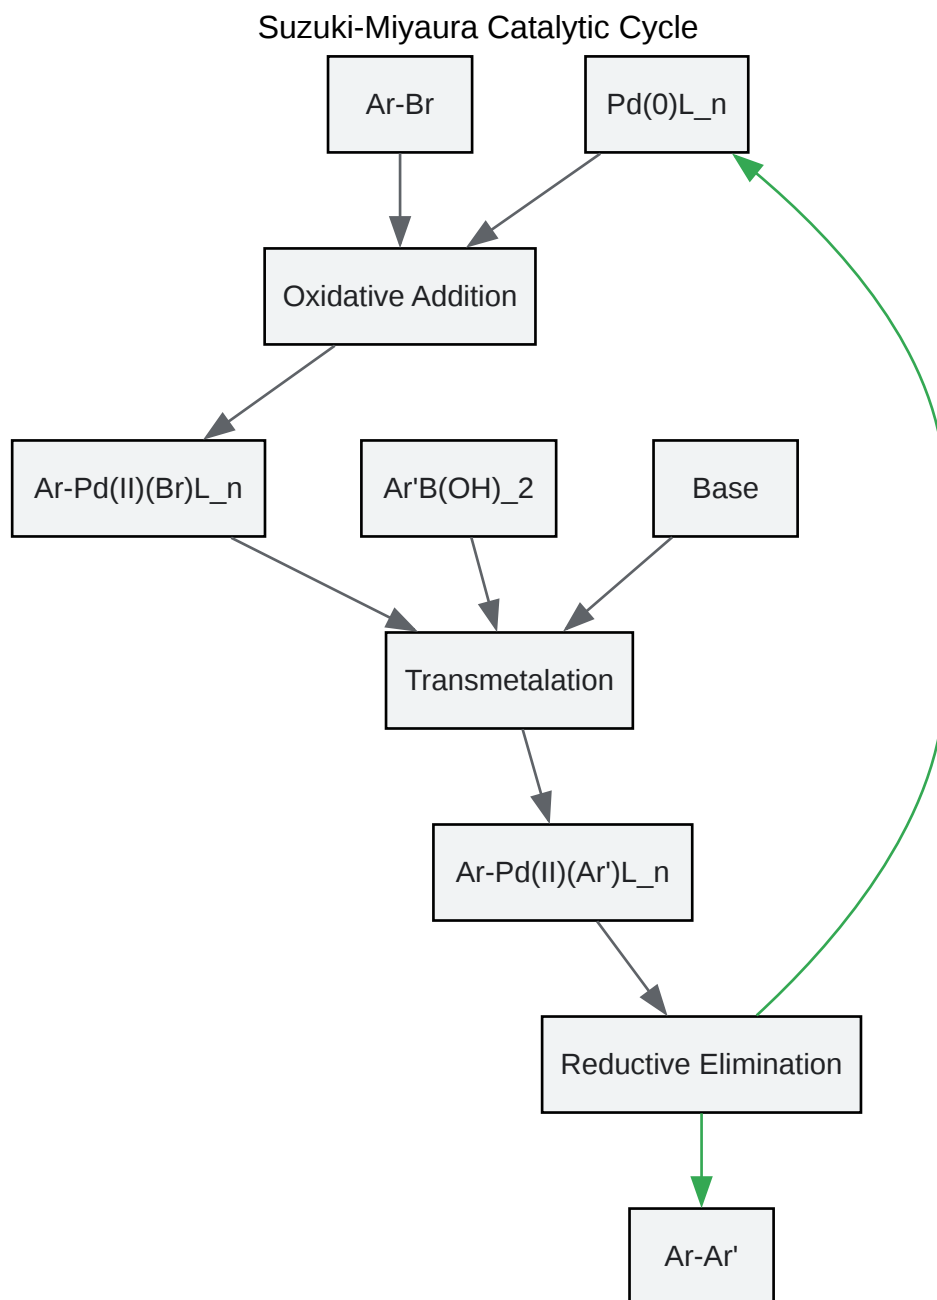 Suzuki-Miyaura Catalytic Cycle
Ar-Br
Pd(0)L_n
Oxidative Addition
Ar-Pd(II)(Br)L_n
Ar'B(OH)_2
Base
Transmetalation
Ar-Pd(II)(Ar')L_n
Reductive Elimination
Ar-Ar'